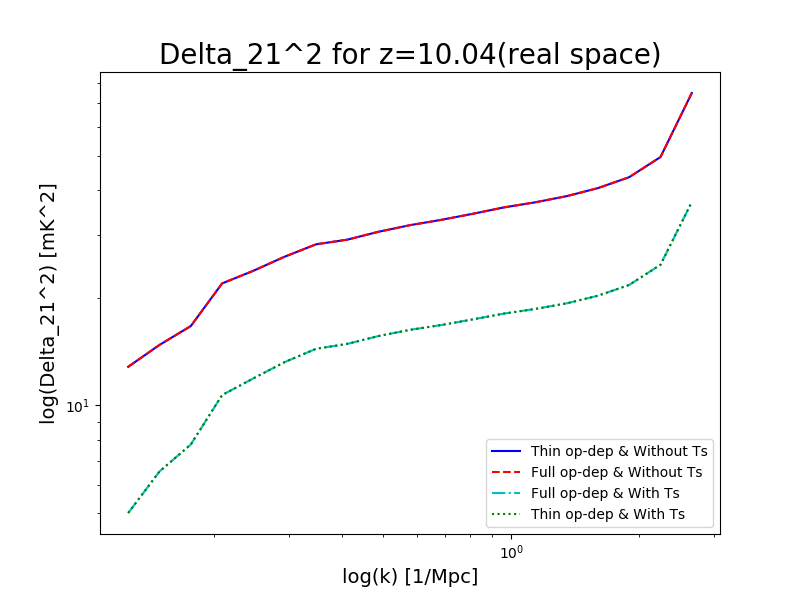 Delta_21^2 for z=10.04(real space)
log(Delta_21^2) [mK^2]
10^1
10^0
log(k) [1/Mpc]
Thin op-dep & Without Ts
Full op-dep & Without Ts
Full op-dep & With Ts
Thin op-dep & With Ts